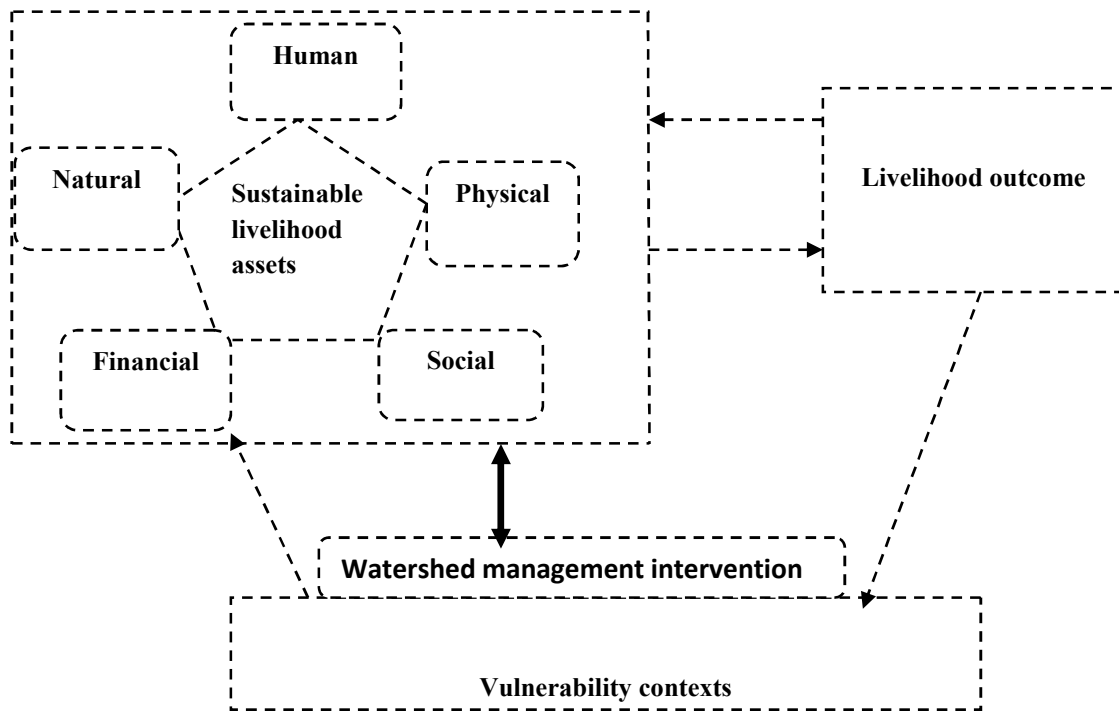 Human
Natural
Sustainable
livelihood
assets
Physical
Livelihood outcome
Financial
Social
Watershed management intervention
Vulnerability contexts